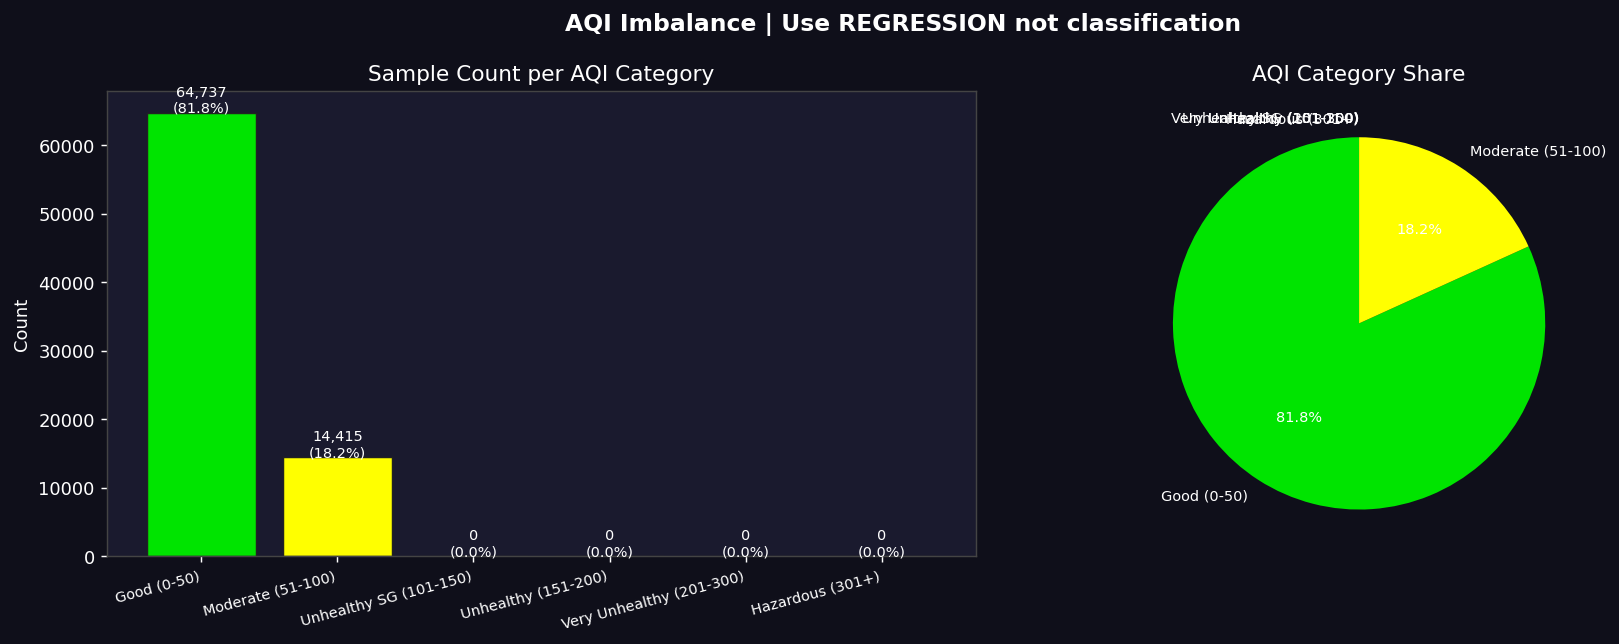 AQI Imbalance | Use REGRESSION not classification
Sample Count per AQI Category
64,737
(81.8%)
14,415
(18.2%)
0
(0.0%)
0
(0.0%)
0
(0.0%)
0
(0.0%)
Count
60000
50000
40000
30000
20000
10000
0
Good (0-50)
Moderate (51-100)
Unhealthy SG (101-150)
Unhealthy (151-200)
Very Unhealthy (201-300)
Hazardous (301+)
AQI Category Share
Moderate (51-100)
18.2%
81.8%
Good (0-50)